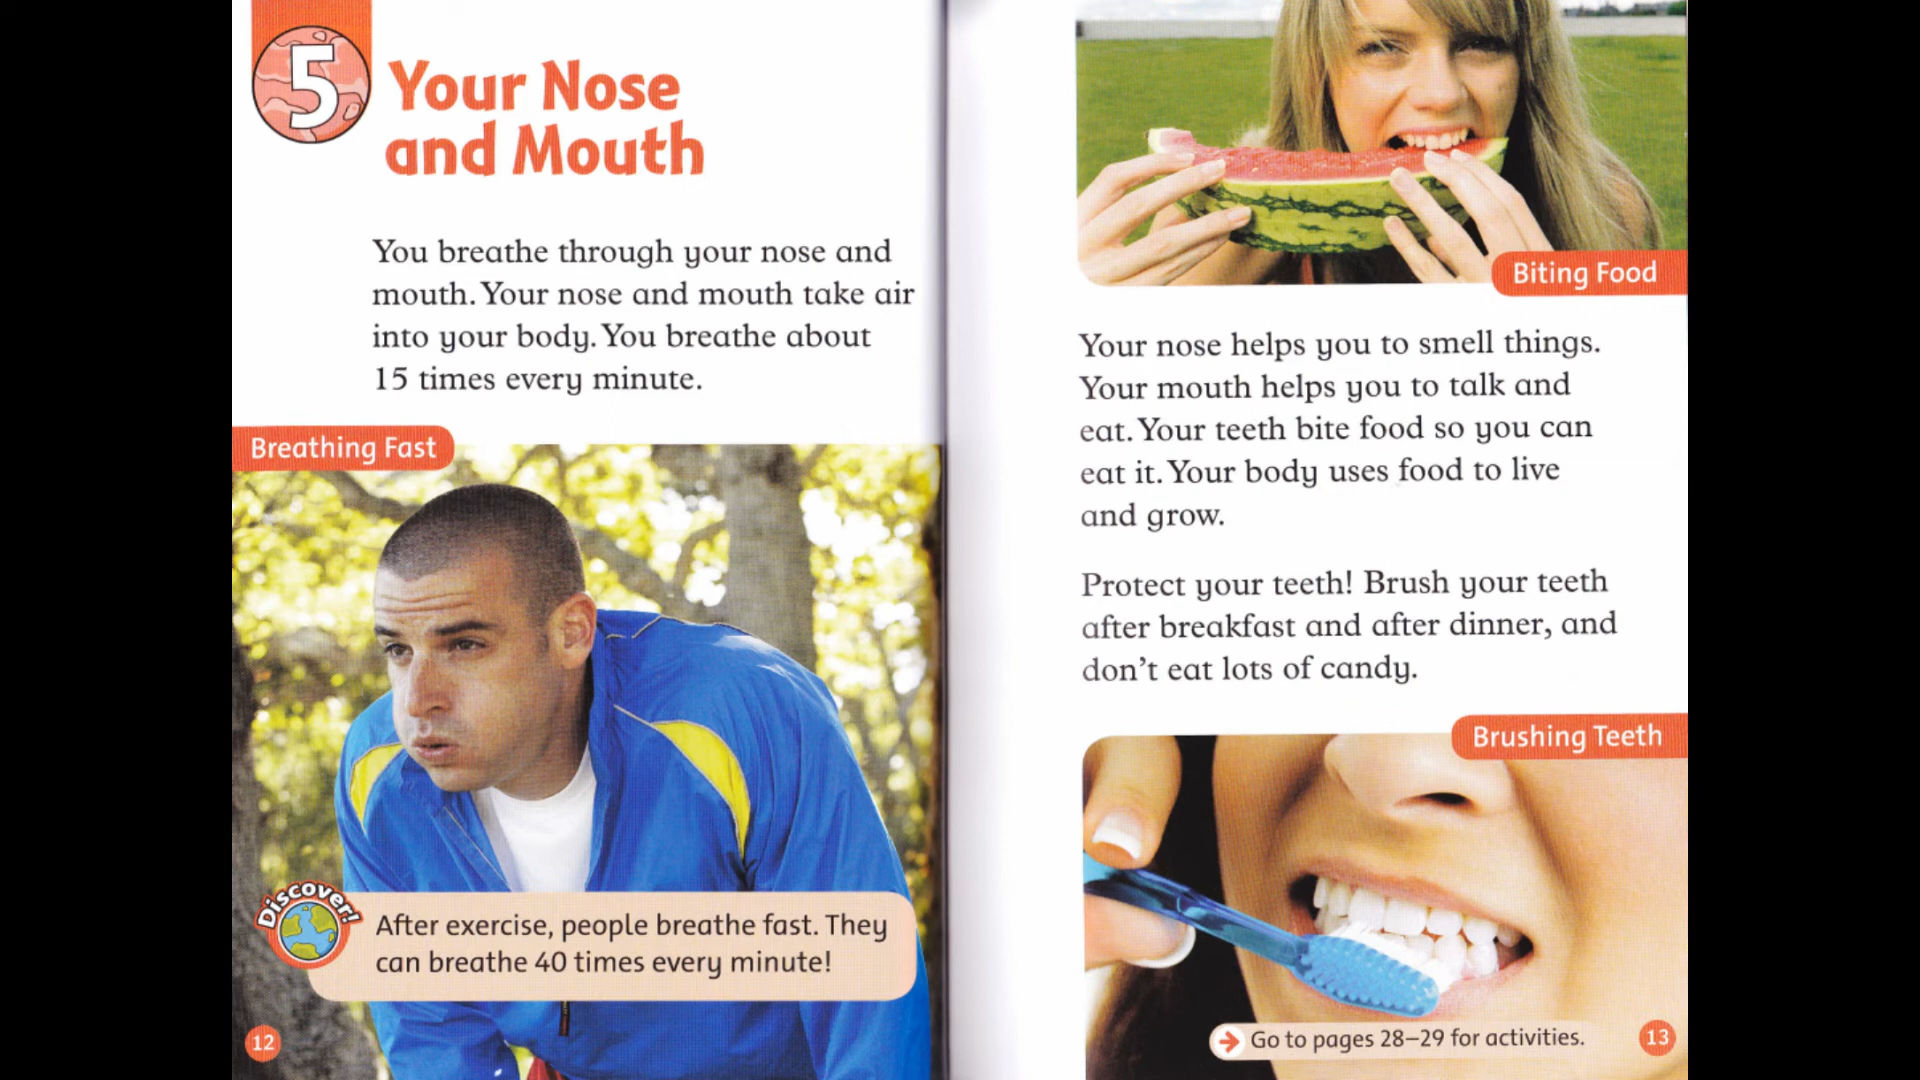 5
Your Nose
and Mouth
You breathe through your nose and
mouth. Your nose and mouth take air
into your body. You breathe about
15 times every minute.
Breathing Fast
Discover!
After exercise, people breathe fast. They
can breathe 40 times every minute!
12
Biting Food
Your nose helps you to smell things.
Your mouth helps you to talk and
eat. Your teeth bite food so you can
eat it. Your body uses food to live
and grow.
Protect your teeth! Brush your teeth
after breakfast and after dinner, and
don't eat lots of candy.
Brushing Teeth
Go to pages 28–29 for activities.
13